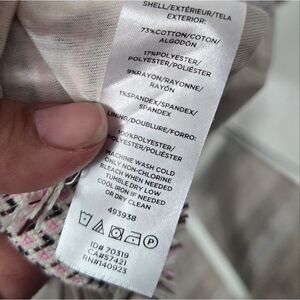 SHELL/EXTÉRIEUR/TELA
EXTERIOR:
73%COTTON/COTON/
ALGODÓN
17%POLYESTER/
POLYESTER/POLIÉSTER
9%RAYON/RAYONNE/
RAYÓN
1%SPANDEX/SPANDEX/
SPANDEX
LINING/DOUBLURE/FORRO:
100%POLYESTER/
POLYESTER/POLIÉSTER
MACHINE WASH COLD
ONLY NON-CHLORINE
BLEACH WHEN NEEDED
TUMBLE DRY LOW
COOL IRON IF NEEDED
OR DRY CLEAN
493938
P
ID# 70319
CA#57421
RN#140923